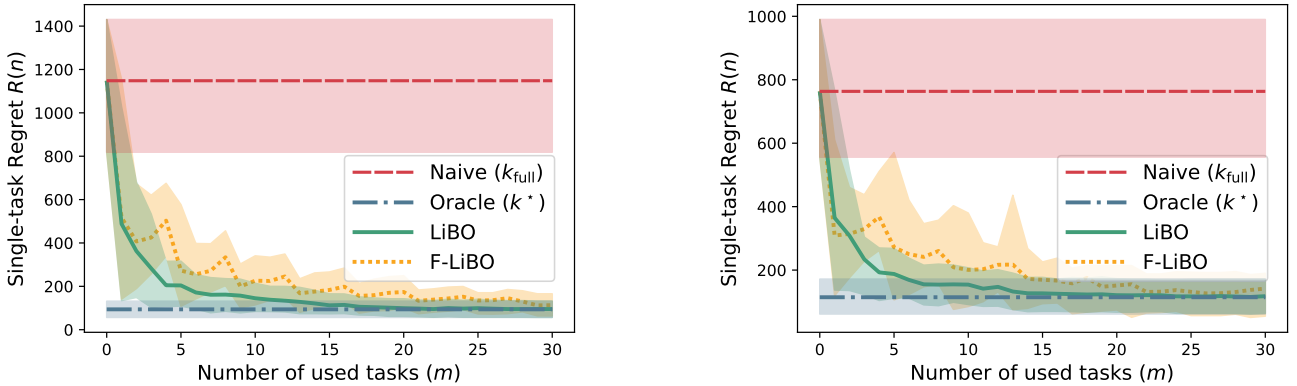 1400
1200
1000
800
600
400
200
0
Single-task Regret R(n)
Naive (k_full)
Oracle (k⋆)
LiBO
F-LiBO
0 5 10 15 20 25 30
Number of used tasks (m)
1000
800
600
400
200
Single-task Regret R(n)
Naive (k_full)
Oracle (k⋆)
LiBO
F-LiBO
0 5 10 15 20 25 30
Number of used tasks (m)